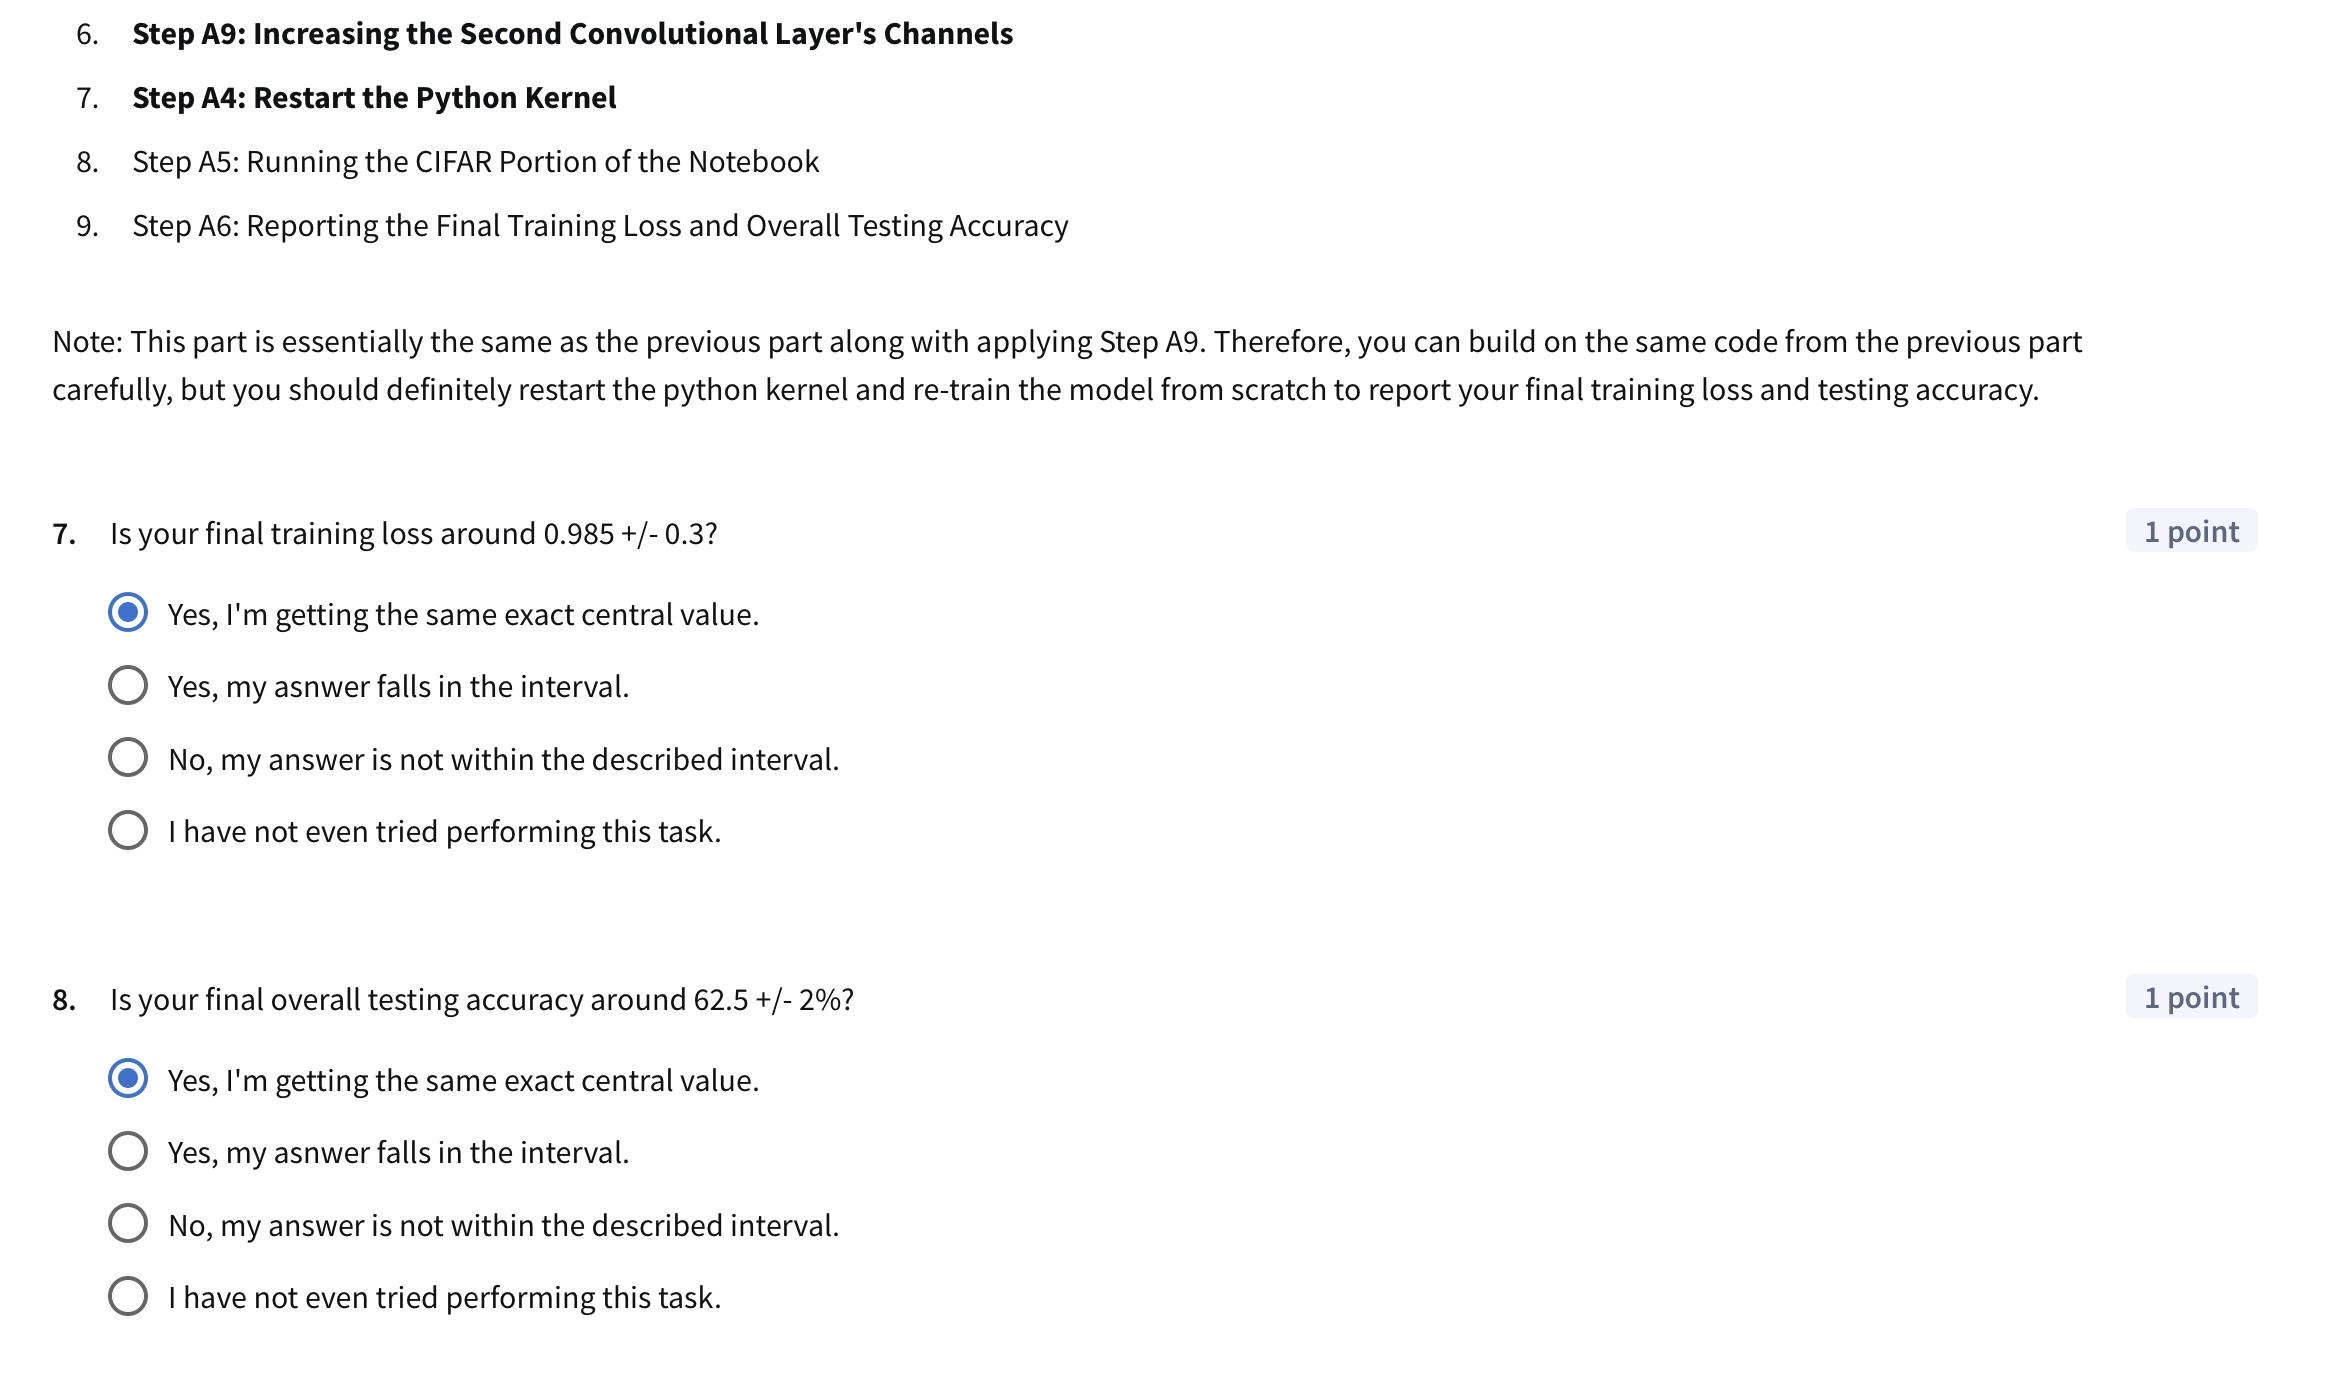 6. Step A9: Increasing the Second Convolutional Layer's Channels
7. Step A4: Restart the Python Kernel
8. Step A5: Running the CIFAR Portion of the Notebook
9. Step A6: Reporting the Final Training Loss and Overall Testing Accuracy
Note: This part is essentially the same as the previous part along with applying Step A9. Therefore, you can build on the same code from the previous part
carefully, but you should definitely restart the python kernel and re-train the model from scratch to report your final training loss and testing accuracy.
7. Is your final training loss around 0.985 +/- 0.3? 1 point
Yes, I'm getting the same exact central value.
Yes, my asnwer falls in the interval.
No, my answer is not within the described interval.
I have not even tried performing this task.
8. Is your final overall testing accuracy around 62.5 +/- 2%? 1 point
Yes, I'm getting the same exact central value.
Yes, my asnwer falls in the interval.
No, my answer is not within the described interval.
I have not even tried performing this task.